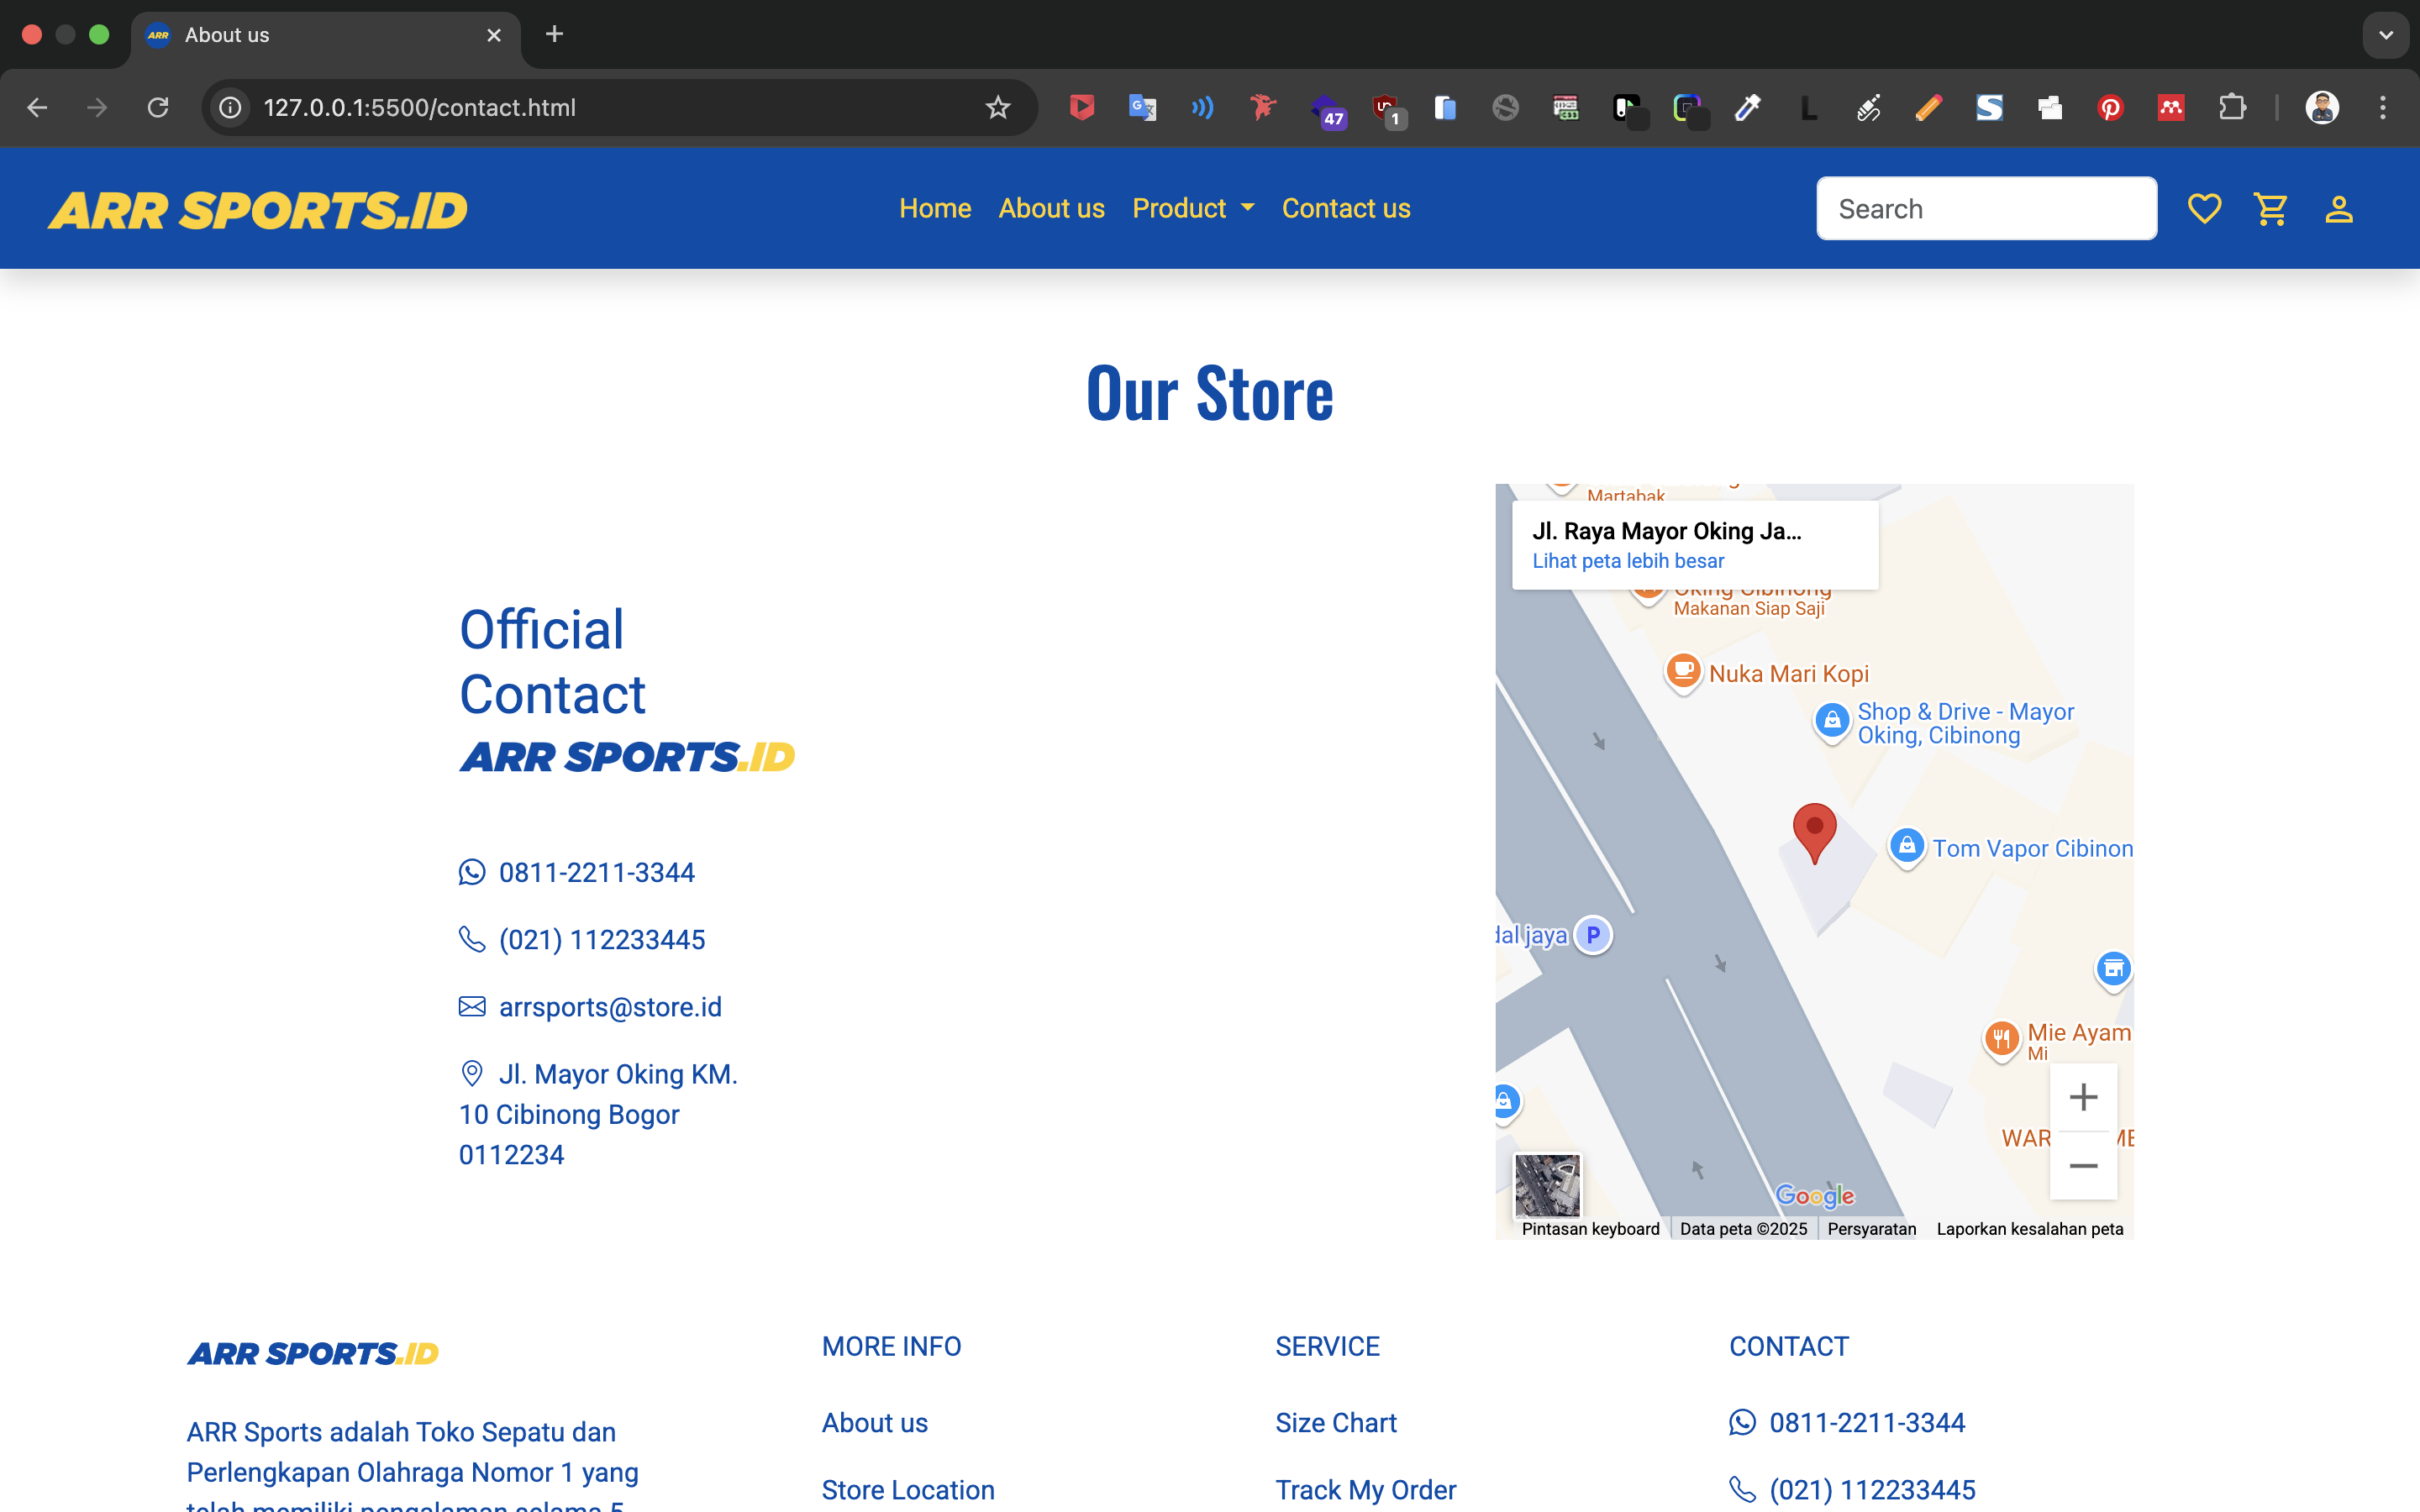 ARR
About us
127.0.0.1:5500/contact.html
47
1
ARR SPORTS.ID
Home
About us
Product
Contact us
Search
Our Store
Official
Contact
ARR SPORTS.ID
0811-2211-3344
(021) 112233445
arrsports@store.id
Jl. Mayor Oking KM.
10 Cibinong Bogor
0112234
Martabak
Jl. Raya Mayor Oking Ja...
Lihat peta lebih besar
Oking Cibinong
Makanan Siap Saji
Nuka Mari Kopi
Shop & Drive - Mayor
Oking, Cibinong
Tom Vapor Cibinon
dal jaya
P
Mie Ayam
Mi
WAR
Google
Pintasan keyboard
Data peta ©2025
Persyaratan
Laporkan kesalahan peta
ARR SPORTS.ID
ARR Sports adalah Toko Sepatu dan
Perlengkapan Olahraga Nomor 1 yang
telah memiliki pengalaman selama 5
MORE INFO
About us
Store Location
SERVICE
Size Chart
Track My Order
CONTACT
0811-2211-3344
(021) 112233445